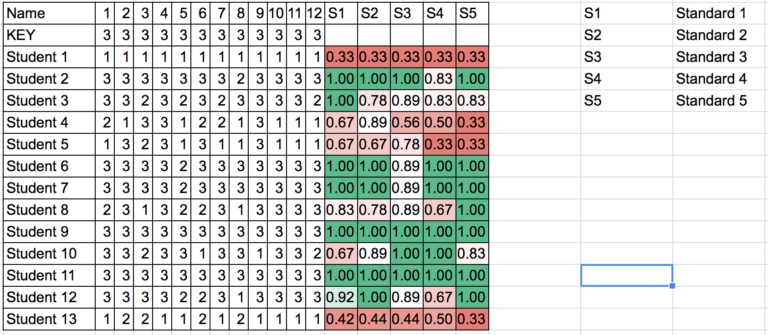 Name 1 2 3 4 5 6 7 8 9 10 11 12 S1 S2 S3 S4 S5 S1 Standard 1
KEY 3 3 3 3 3 3 3 3 3 3 3 3 S2 Standard 2
Student 1 1 1 1 1 1 1 1 1 1 1 1 1 0.33 0.33 0.33 0.33 0.33 S3 Standard 3
Student 2 3 3 3 3 3 3 3 2 3 3 3 3 1.00 1.00 1.00 0.83 1.00 S4 Standard 4
Student 3 3 3 2 3 2 3 2 3 3 3 3 2 1.00 0.78 0.89 0.83 0.83 S5 Standard 5
Student 4 2 1 3 3 1 2 2 1 3 1 1 1 0.67 0.89 0.56 0.50 0.33
Student 5 1 3 2 3 1 3 1 1 3 1 1 1 0.67 0.67 0.78 0.33 0.33
Student 6 3 3 3 3 2 3 3 3 3 3 3 3 1.00 1.00 0.89 1.00 1.00
Student 7 3 3 3 3 2 3 3 3 3 3 3 3 1.00 1.00 0.89 1.00 1.00
Student 8 2 3 1 3 2 2 3 1 3 3 3 3 0.83 0.78 0.89 0.67 1.00
Student 9 3 3 3 3 3 3 3 3 3 3 3 3 1.00 1.00 1.00 1.00 1.00
Student 10 3 3 2 3 3 1 3 3 1 3 3 2 0.67 0.89 1.00 1.00 0.83
Student 11 3 3 3 3 3 3 3 3 3 3 3 3 1.00 1.00 1.00 1.00 1.00
Student 12 3 3 3 3 2 2 3 1 3 3 3 3 0.92 1.00 0.89 0.67 1.00
Student 13 1 2 2 1 1 2 1 2 1 1 1 1 0.42 0.44 0.44 0.50 0.33